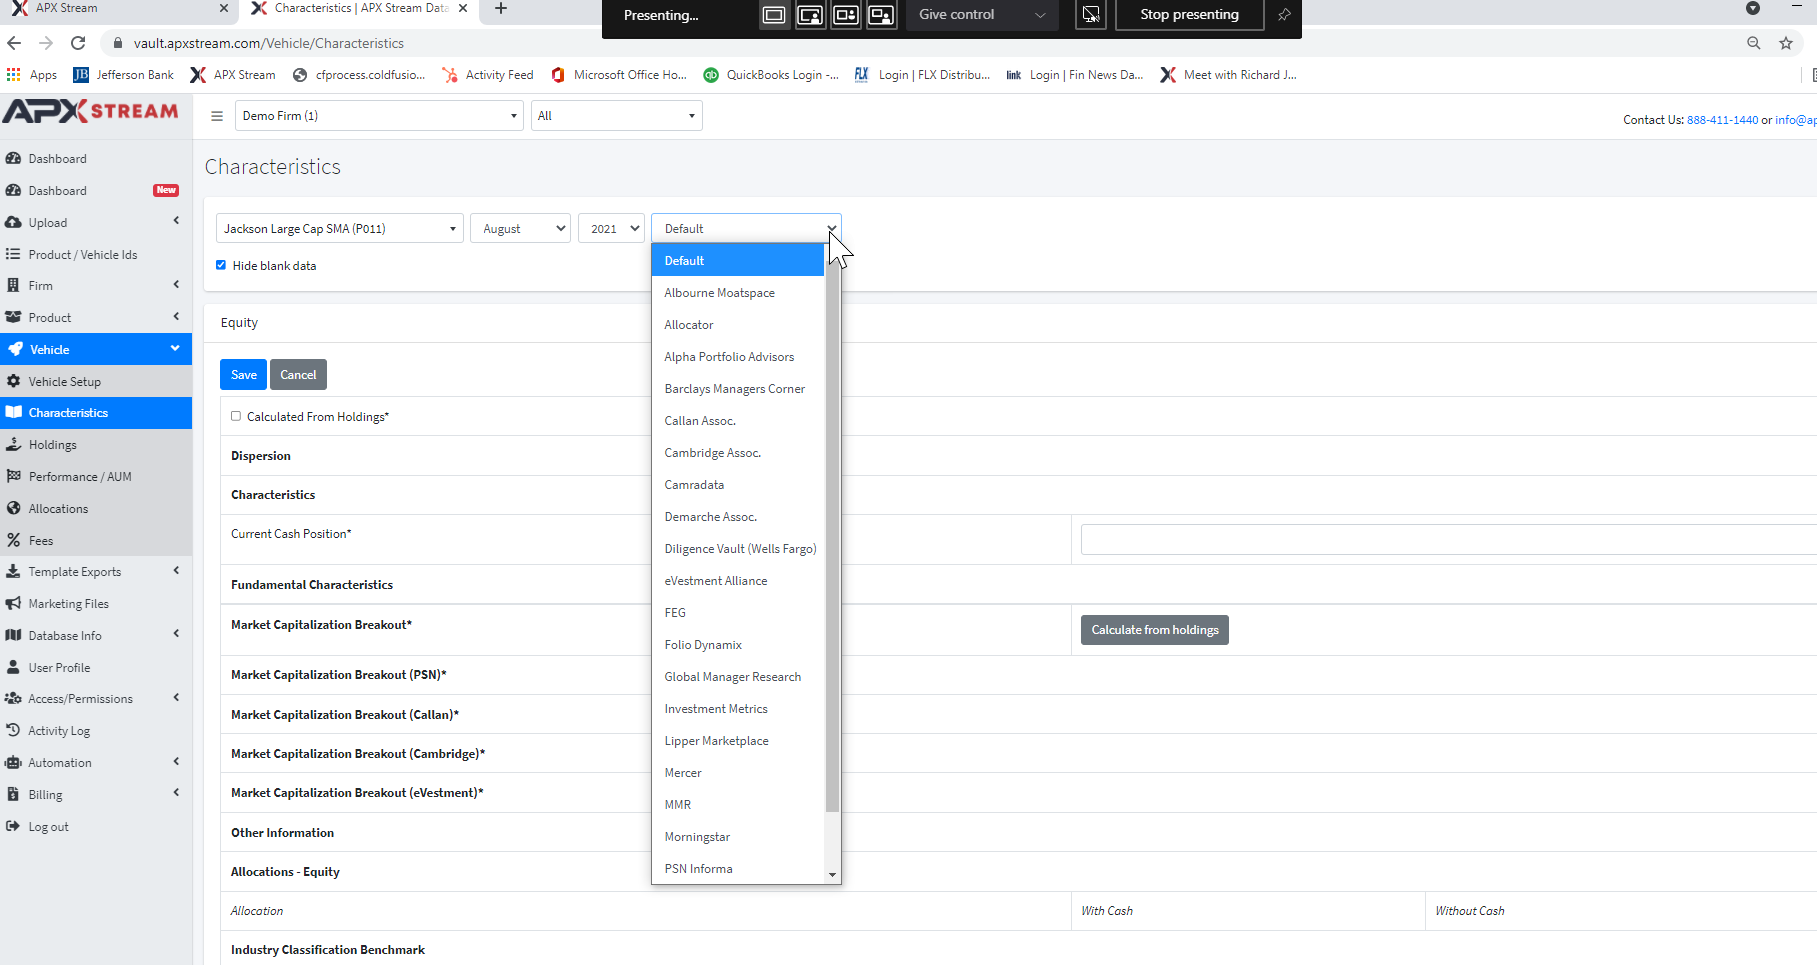 APX Stream
Characteristics | APX Stream Data
Presenting...
Give control
Stop presenting
vault.apxstream.com/Vehicle/Characteristics
Apps
JB Jefferson Bank
APX Stream
cfprocess.coldfusio...
Activity Feed
Microsoft Office Ho...
qb QuickBooks Login -...
FLX Login | FLX Distribu...
link Login | Fin News Da...
Meet with Richard J...
APX STREAM
Demo Firm (1)
All
Contact Us: 888-411-1440 or info@ap
Dashboard
Dashboard New
Upload
Product / Vehicle Ids
Firm
Product
Vehicle
Vehicle Setup
Characteristics
Holdings
Performance / AUM
Allocations
Fees
Template Exports
Marketing Files
Database Info
User Profile
Access/Permissions
Activity Log
Automation
Billing
Log out
Characteristics
Jackson Large Cap SMA (P011)
August
2021
Default
Hide blank data
Default
Albourne Moatspace
Allocator
Alpha Portfolio Advisors
Barclays Managers Corner
Callan Assoc.
Cambridge Assoc.
Camradata
Demarche Assoc.
Diligence Vault (Wells Fargo)
eVestment Alliance
FEG
Folio Dynamix
Global Manager Research
Investment Metrics
Lipper Marketplace
Mercer
MMR
Morningstar
PSN Informa
Equity
Save
Cancel
Calculated From Holdings*
Dispersion
Characteristics
Current Cash Position*
Fundamental Characteristics
Market Capitalization Breakout*
Calculate from holdings
Market Capitalization Breakout (PSN)*
Market Capitalization Breakout (Callan)*
Market Capitalization Breakout (Cambridge)*
Market Capitalization Breakout (eVestment)*
Other Information
Allocations - Equity
Allocation
With Cash
Without Cash
Industry Classification Benchmark